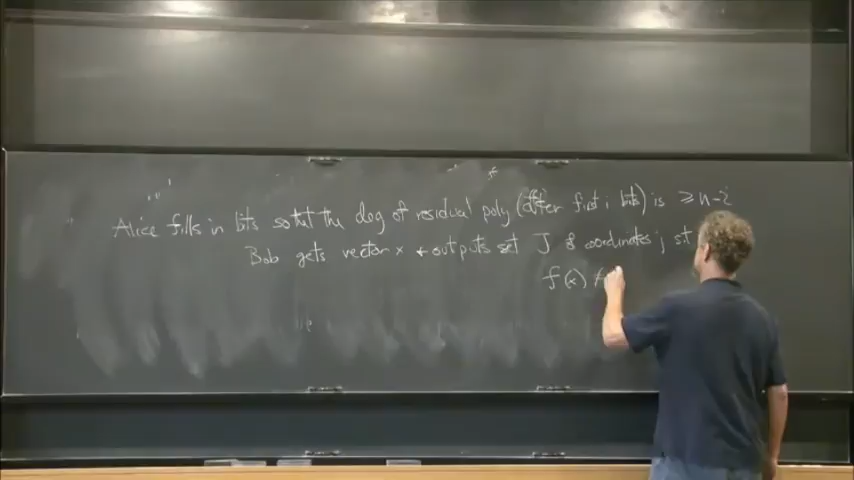 Alice fills in bits so that the deg of residual poly (after first i bits) is ≥ n-i
Bob gets vector x + outputs set J of coordinates j st
f(x) ≠